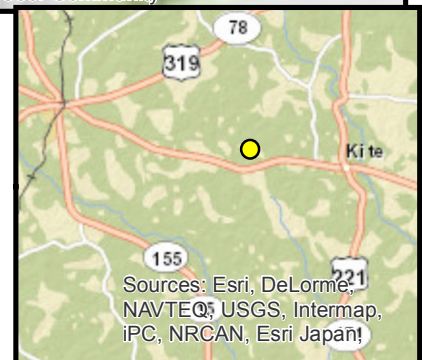 78
319
Kite
155
221
Sources: Esri, DeLorme,
NAVTEQ, USGS, Intermap,
iPC, NRCAN, Esri Japan,